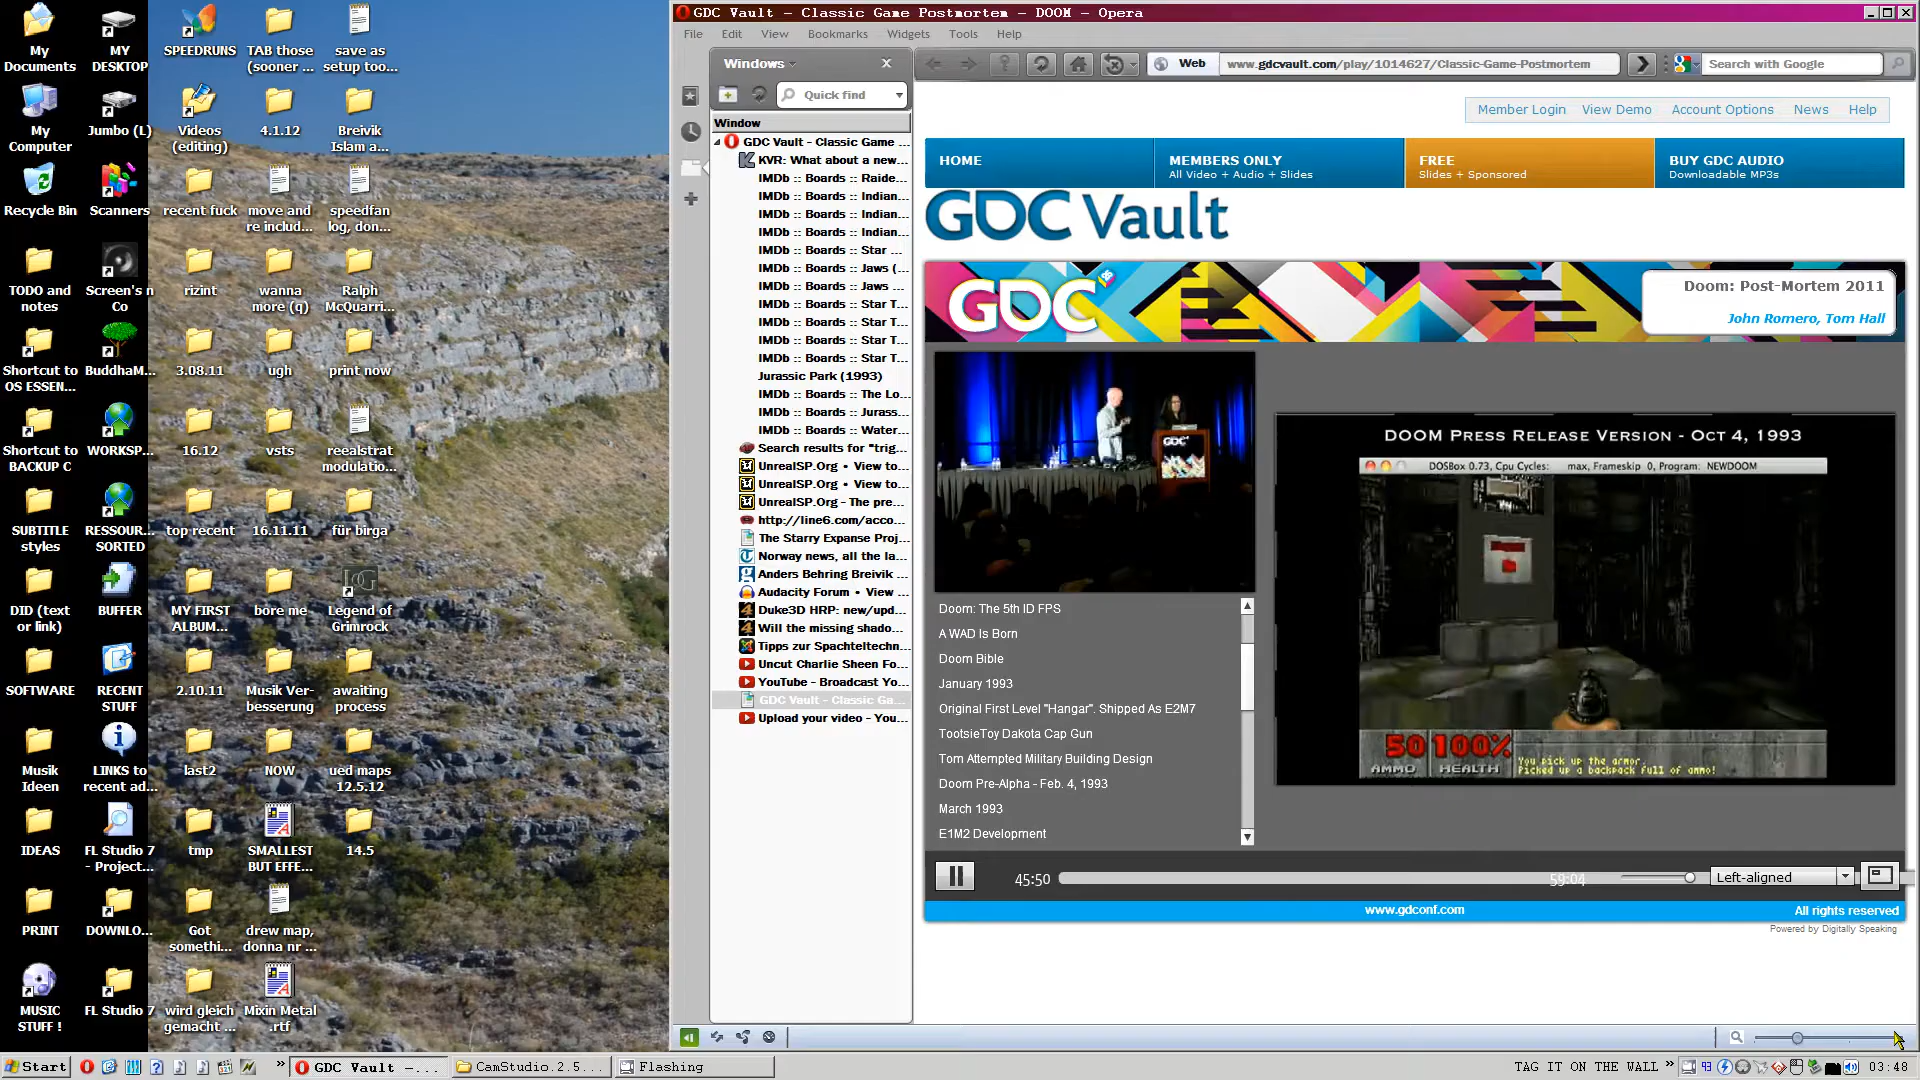 My Documents
MY DESKTOP
SPEEDRUNS
TAB those (sooner ...
save as setup too...
My Computer
Jumbo (L)
Videos (editing)
4.1.12
Breivik Islam a...
Recycle Bin
Scanners
recent fuck
move and re includ...
speedfan log, don...
TODO and notes
Screen's n Co
rizint
wanna more (q)
Ralph McQuarri...
Shortcut to OS ESSEN...
BuddhaM...
3.08.11
ugh
print now
Shortcut to BACKUP C
WORKSP...
16.12
vsts
reealstrat modulatio...
SUBTITLE styles
RESSOUR... SORTED
top recent
16.11.11
für birga
DID (text or link)
BUFFER
MY FIRST ALBUM...
bore me
Legend of Grimrock
SOFTWARE
RECENT STUFF
2.10.11
Musik Ver-besserung
awaiting process
Musik Ideen
LINKS to recent ad...
last2
NOW
ued maps 12.5.12
IDEAS
FL Studio 7 - Project...
tmp
SMALLEST BUT EFFE...
14.5
PRINT
DOWNLO...
Got somethi...
drew map, donna nr ...
MUSIC STUFF !
FL Studio 7
wird gleich gemacht ...
Mixin Metal .rtf
GDC Vault - Classic Game Postmortem - DOOM - Opera
File Edit View Bookmarks Widgets Tools Help
Windows
Web
www.gdcvault.com/play/1014627/Classic-Game-Postmortem
Search with Google
Quick find
Window
GDC Vault - Classic Game ...
KVR: What about a new...
IMDb :: Boards :: Raide...
IMDb :: Boards :: Indian...
IMDb :: Boards :: Indian...
IMDb :: Boards :: Indian...
IMDb :: Boards :: Star ...
IMDb :: Boards :: Jaws (...
IMDb :: Boards :: Jaws ...
IMDb :: Boards :: Star T...
IMDb :: Boards :: Star T...
IMDb :: Boards :: Star T...
IMDb :: Boards :: Star T...
Jurassic Park (1993)
IMDb :: Boards :: The Lo...
IMDb :: Boards :: Jurass...
IMDb :: Boards :: Water...
Search results for "trig...
UnrealSP.Org • View to...
UnrealSP.Org • View to...
UnrealSP.Org - The pre...
http://line6.com/acco...
The Starry Expanse Proj...
Norway news, all the la...
Anders Behring Breivik ...
Audacity Forum • View ...
Duke3D HRP: new/upd...
Will the missing shado...
Tipps zur Spachteltechn...
Uncut Charlie Sheen Fo...
YouTube - Broadcast Yo...
GDC Vault - Classic Ga...
Upload your video - You...
Member Login View Demo Account Options News Help
HOME
MEMBERS ONLY
All Video + Audio + Slides
FREE
Slides + Sponsored
BUY GDC AUDIO
Downloadable MP3s
GDC Vault
GDC 25
Doom: Post-Mortem 2011
John Romero, Tom Hall
GDC
DOOM Press Release Version - Oct 4, 1993
DOSBox 0.73, Cpu Cycles: max, Frameskip 0, Program: NEWDOOM
50 100%
AMMO HEALTH
You pick up the armor.
Picked up a backpack full of ammo!
Doom: The 5th ID FPS
A WAD Is Born
Doom Bible
January 1993
Original First Level "Hangar". Shipped As E2M7
TootsieToy Dakota Cap Gun
Tom Attempted Military Building Design
Doom Pre-Alpha - Feb. 4, 1993
March 1993
E1M2 Development
45:50
59:04
Left-aligned
www.gdconf.com
All rights reserved
Powered by Digitally Speaking
Start
»
GDC Vault -...
CamStudio.2.5...
Flashing
TAG IT ON THE WALL »
93
03:48